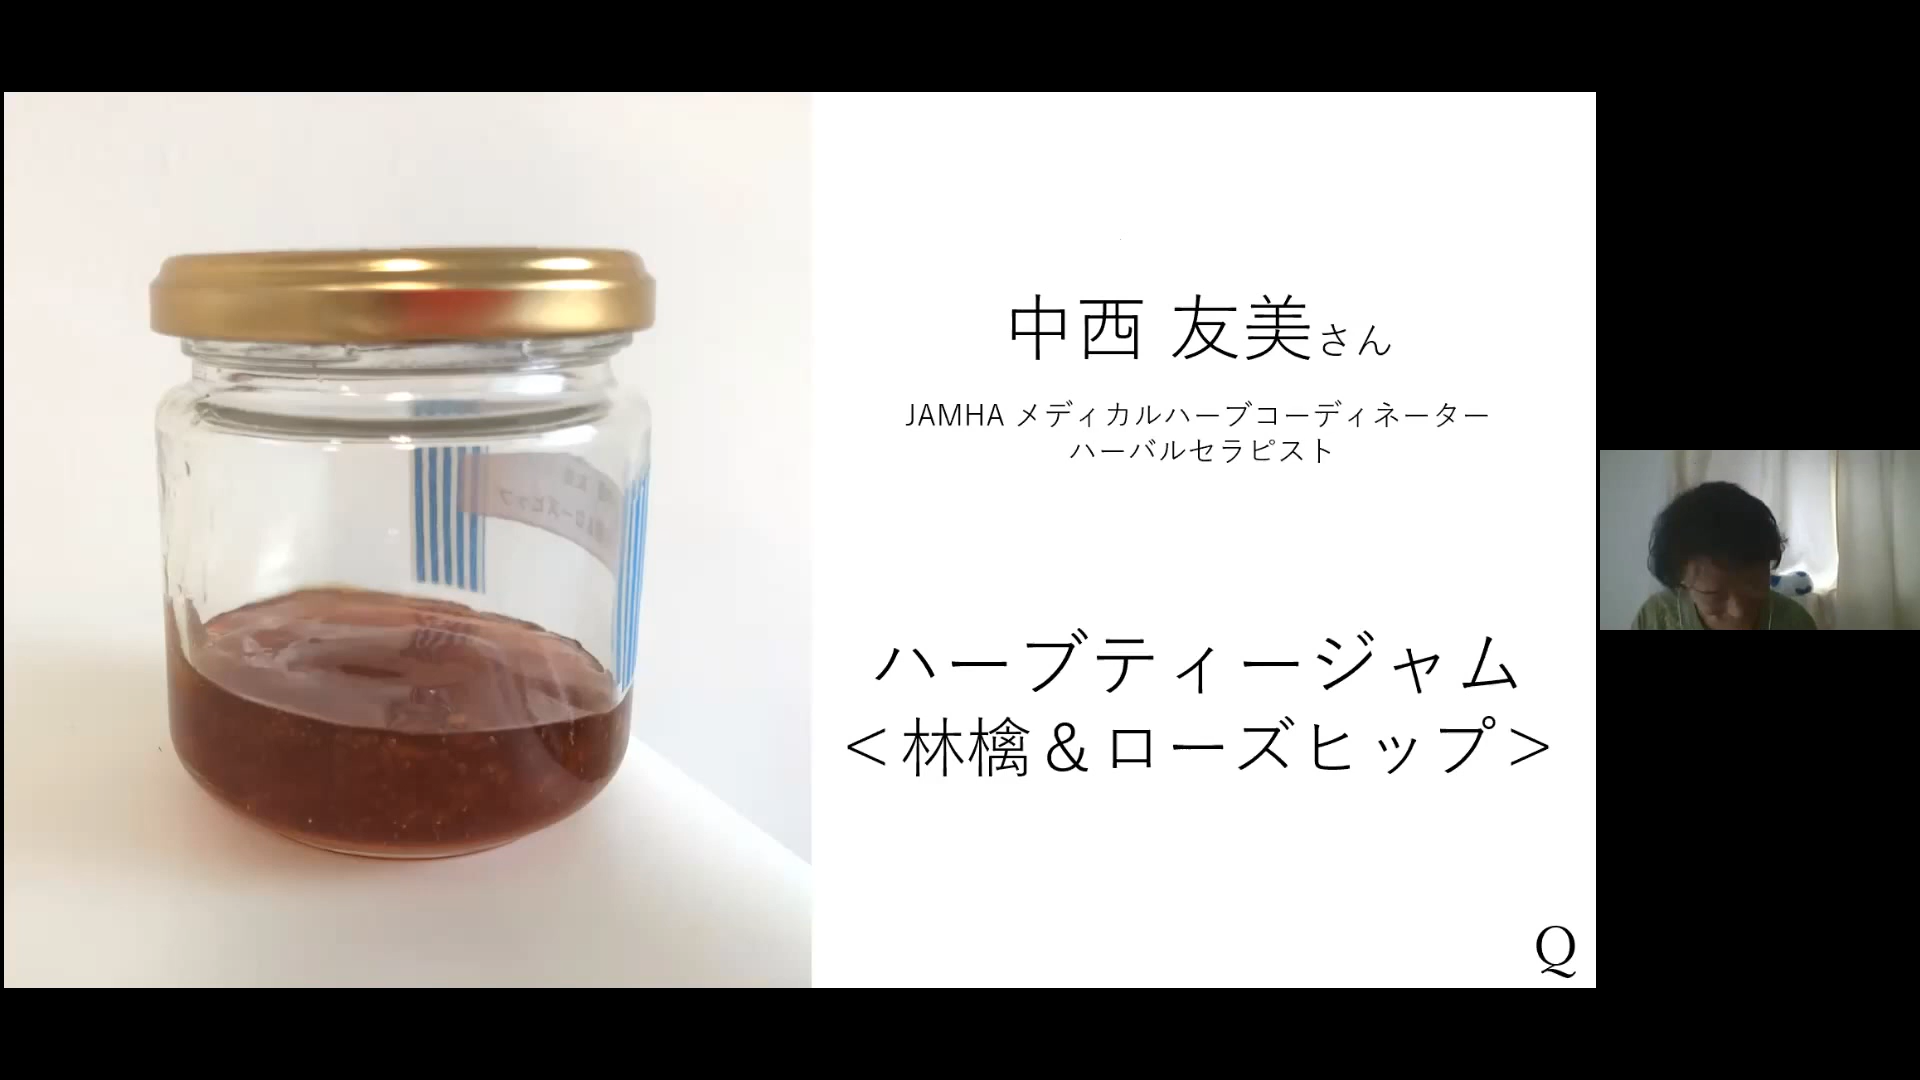 中西 友美さん
JAMHA メディカルハーブコーディネーター
ハーバルセラピスト
ハーブティージャム
＜林檎＆ローズヒップ＞
Q